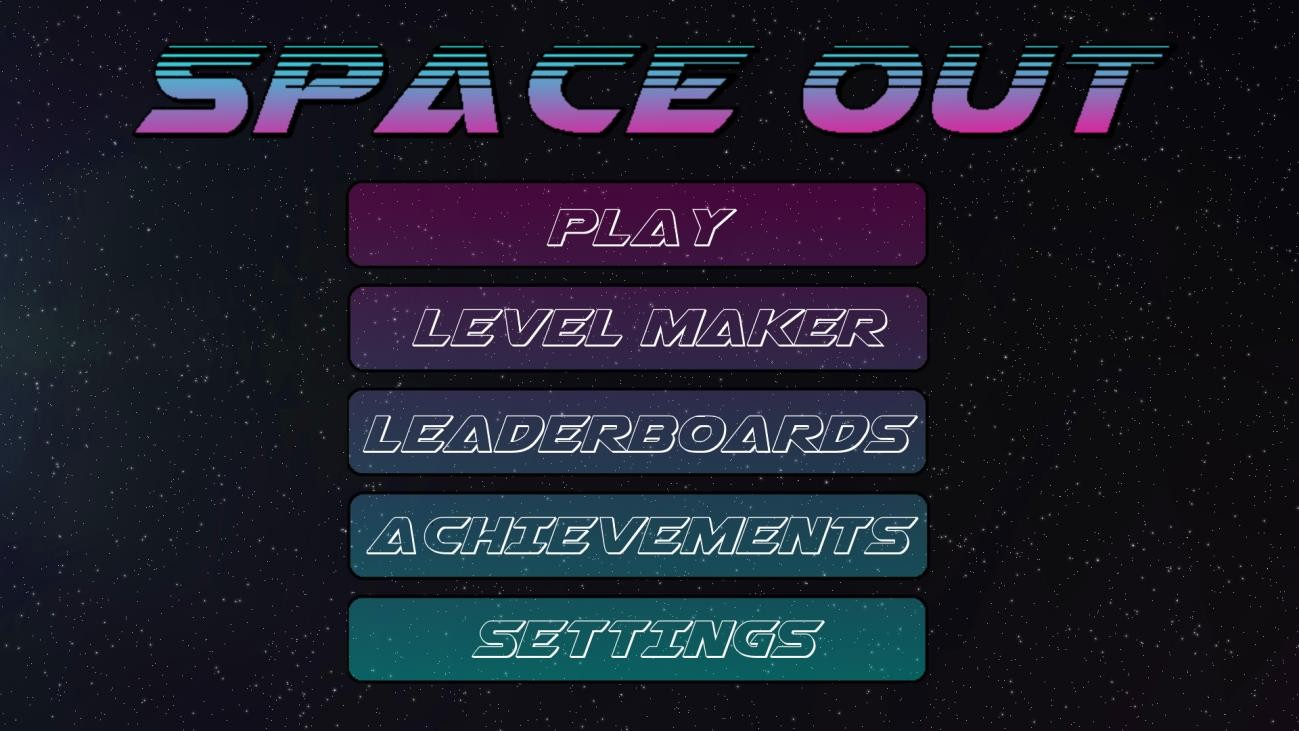 SPACE OUT
PLAY
LEVEL MAKER
LEADERBOARDS
ACHIEVEMENTS
SETTINGS